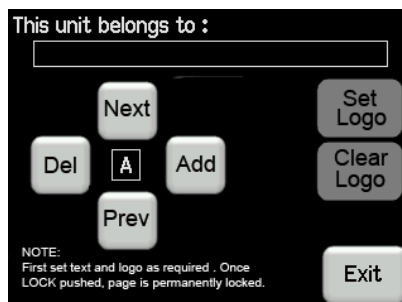 This unit belongs to :
Next
Set
Logo
Del
A
Add
Clear
Logo
Prev
NOTE:
First set text and logo as required . Once
LOCK pushed, page is permanently locked.
Exit